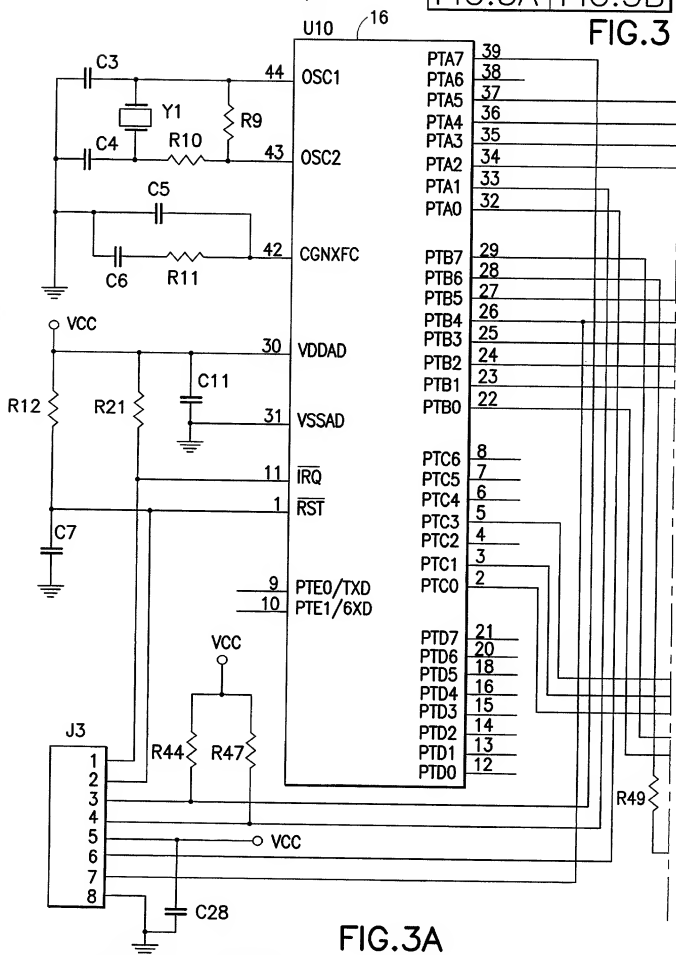 FIG.3A FIG.3B
FIG.3
U10
16
C3
44 OSC1
Y1
R9
C4
R10
43 OSC2
C5
C6
R11
42 CGNXFC
VCC
30 VDDAD
R12
R21
C11
31 VSSAD
11 IRQ
1 RST
C7
9 PTE0/TXD
10 PTE1/6XD
PTA7 39
PTA6 38
PTA5 37
PTA4 36
PTA3 35
PTA2 34
PTA1 33
PTA0 32
PTB7 29
PTB6 28
PTB5 27
PTB4 26
PTB3 25
PTB2 24
PTB1 23
PTB0 22
PTC6 8
PTC5 7
PTC4 6
PTC3 5
PTC2 4
PTC1 3
PTC0 2
PTD7 21
PTD6 20
PTD5 18
PTD4 16
PTD3 15
PTD2 14
PTD1 13
PTD0 12
VCC
R44
R47
R49
J3
1
2
3
4
5
6
7
8
VCC
C28
FIG.3A